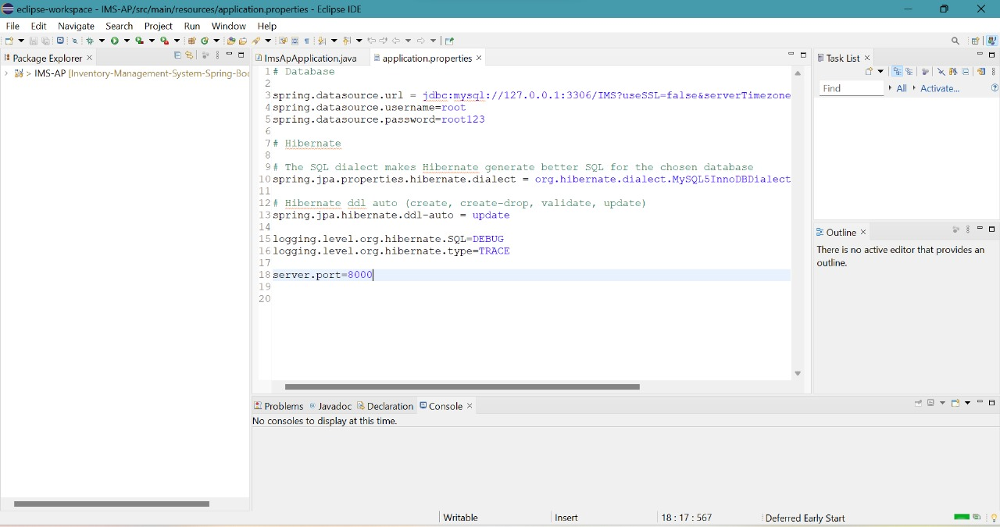 eclipse-workspace - IMS-AP/src/main/resources/application.properties - Eclipse IDE
File Edit Navigate Search Project Run Window Help
Package Explorer
> IMS-AP [Inventory-Management-System-Spring-Boo
ImsApApplication.java
application.properties
1 # Database
2
3 spring.datasource.url = jdbc:mysql://127.0.0.1:3306/IMS?useSSL=false&serverTimezone
4 spring.datasource.username=root
5 spring.datasource.password=root123
6
7 # Hibernate
8
9 # The SQL dialect makes Hibernate generate better SQL for the chosen database
10 spring.jpa.properties.hibernate.dialect = org.hibernate.dialect.MySQL5InnoDBDialect
11
12 # Hibernate ddl auto (create, create-drop, validate, update)
13 spring.jpa.hibernate.ddl-auto = update
14
15 logging.level.org.hibernate.SQL=DEBUG
16 logging.level.org.hibernate.type=TRACE
17
18 server.port=8000
19
20
Task List
Find All Activate...
Outline
There is no active editor that provides an
outline.
Problems Javadoc Declaration Console
No consoles to display at this time.
Writable Insert 18 : 17 : 567 Deferred Early Start